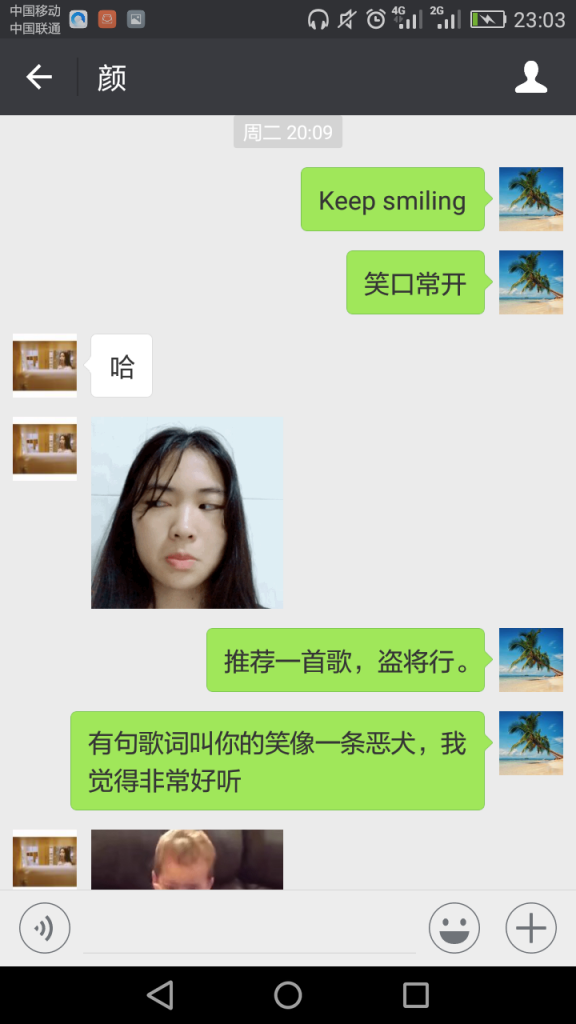 中国移动
中国联通
4G
2G
23:03
颜
周二 20:09
Keep smiling
笑口常开
哈
推荐一首歌，盗将行。
有句歌词叫你的笑像一条恶犬，我
觉得非常好听